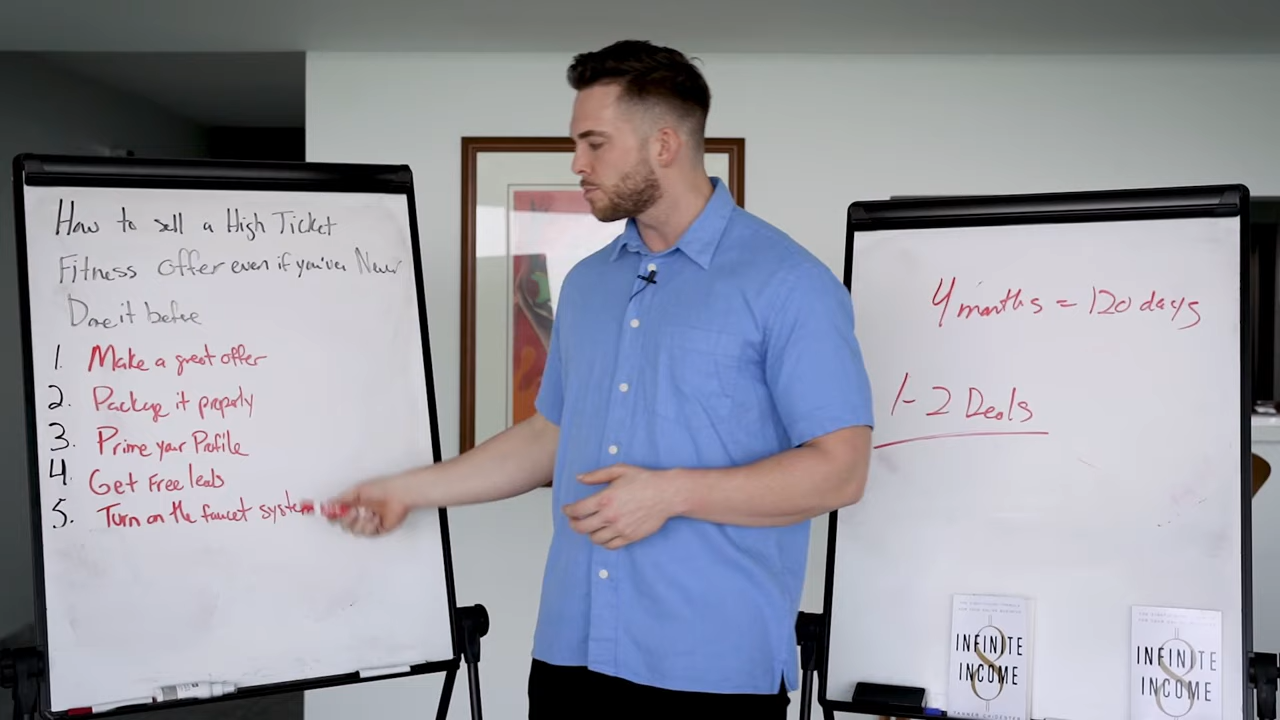 How to sell a High Ticket
Fitness offer even if you've Never
Done it before
1. Make a great offer
2. Package it properly
3. Prime your Profile
4. Get Free leads
5. Turn on the faucet system
4 months = 120 days
1-2 Deals
INFINITE
INCOME
TANNER CHIDESTER
INFINITE
INCOME